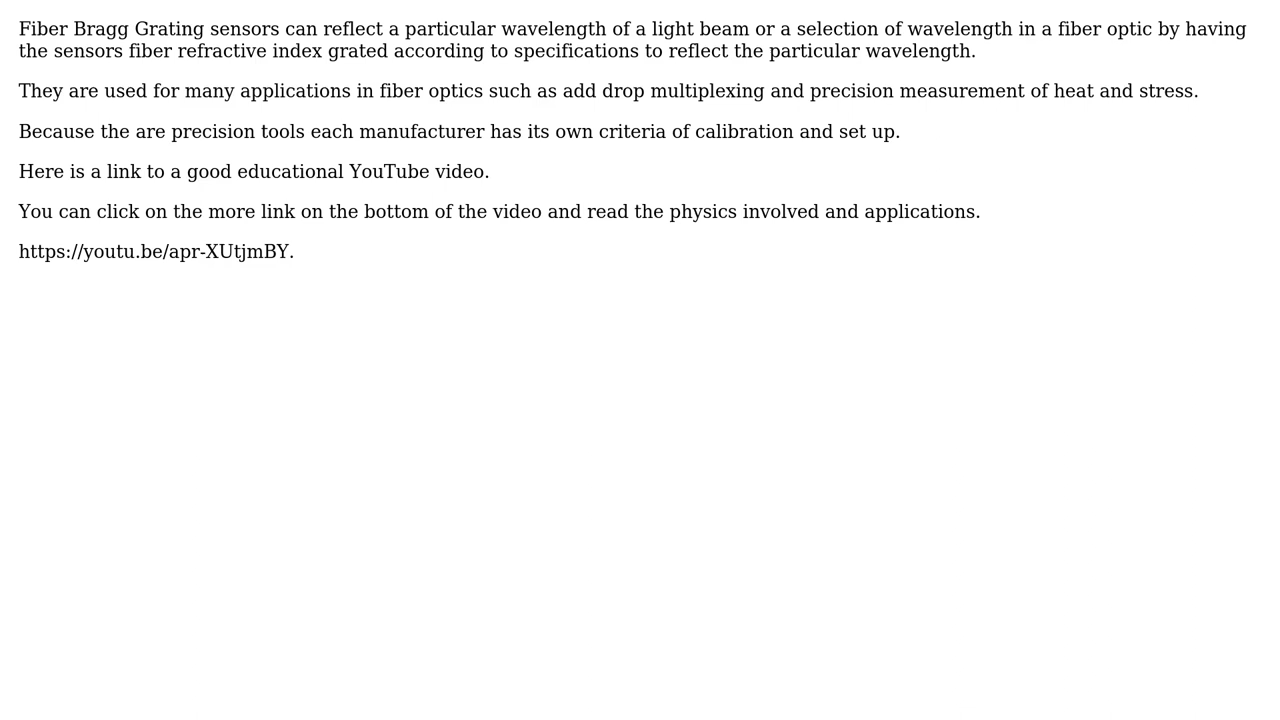 Fiber Bragg Grating sensors can reflect a particular wavelength of a light beam or a selection of wavelength in a fiber optic by having
the sensors fiber refractive index grated according to specifications to reflect the particular wavelength.
They are used for many applications in fiber optics such as add drop multiplexing and precision measurement of heat and stress.
Because the are precision tools each manufacturer has its own criteria of calibration and set up.
Here is a link to a good educational YouTube video.
You can click on the more link on the bottom of the video and read the physics involved and applications.
https://youtu.be/apr-XUtjmBY.